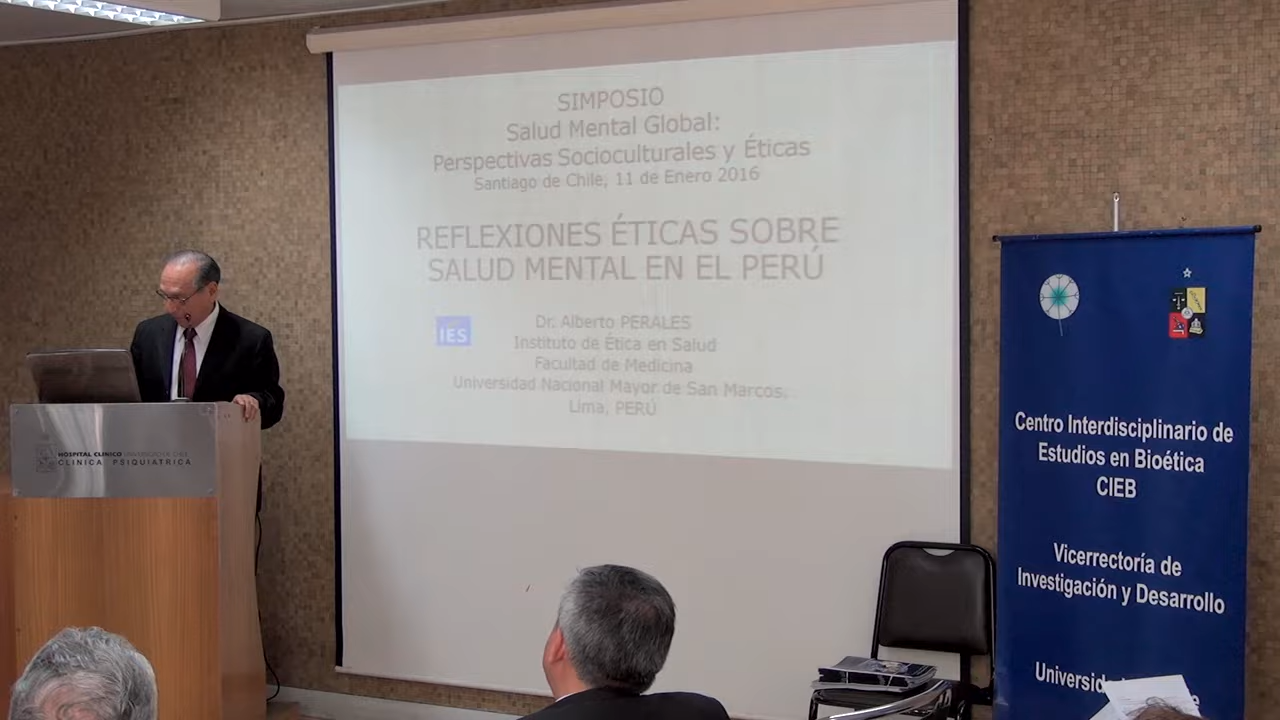 SIMPOSIO
Salud Mental Global:
Perspectivas Socioculturales y Éticas
Santiago de Chile, 11 de Enero 2016
REFLEXIONES ÉTICAS SOBRE
SALUD MENTAL EN EL PERÚ
IES
Dr. Alberto PERALES
Instituto de Ética en Salud
Facultad de Medicina
Universidad Nacional Mayor de San Marcos.
Lima, PERÚ
HOSPITAL CLINICO UNIVERSIDAD DE CHILE
CLINICA PSIQUIATRICA
Centro Interdisciplinario de
Estudios en Bioética
CIEB
Vicerrectoría de
Investigación y Desarrollo